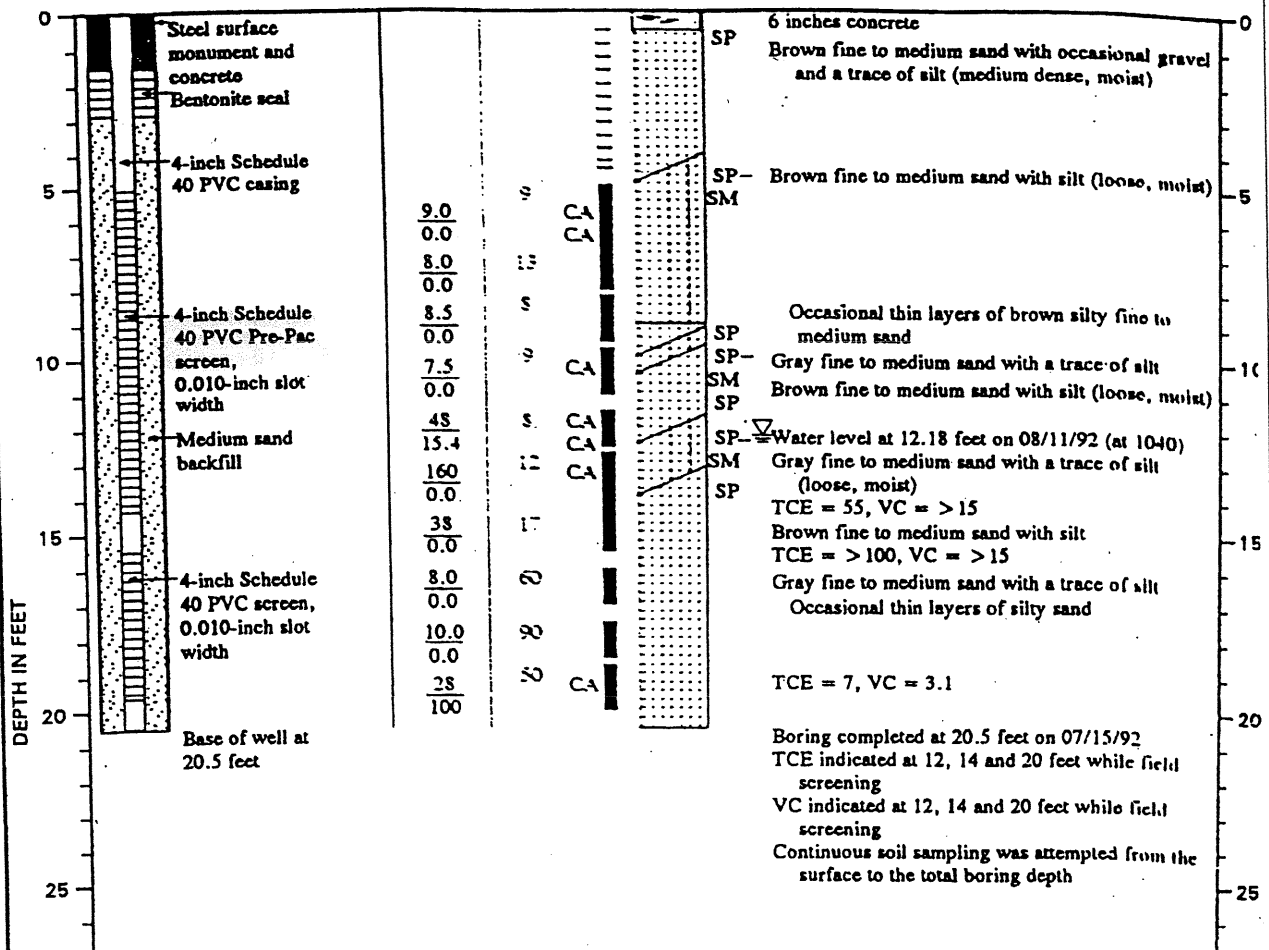 0
5
10
15
20
25
DEPTH IN FEET
Steel surface
monument and
concrete
Bentonite seal
4-inch Schedule
40 PVC casing
4-inch Schedule
40 PVC Pre-Pac
screen,
0.010-inch slot
width
Medium sand
backfill
4-inch Schedule
40 PVC screen,
0.010-inch slot
width
Base of well at
20.5 feet
9.0
0.0
8.0
0.0
8.5
0.0
7.5
0.0
48
15.4
160
0.0
38
0.0
8.0
0.0
10.0
0.0
28
100
CA
CA
CA
CA
CA
CA
CA
SP
SP-
SM
SP
SP-
SM
SP
SP-
SM
SP
6 inches concrete
Brown fine to medium sand with occasional gravel
and a trace of silt (medium dense, moist)
Brown fine to medium sand with silt (loose, moist)
Occasional thin layers of brown silty fine to
medium sand
Gray fine to medium sand with a trace of silt
Brown fine to medium sand with silt (loose, moist)
Water level at 12.18 feet on 08/11/92 (at 1040)
Gray fine to medium sand with a trace of silt
(loose, moist)
TCE = 55, VC = >15
Brown fine to medium sand with silt
TCE = >100, VC = >15
Gray fine to medium sand with a trace of silt
Occasional thin layers of silty sand
TCE = 7, VC = 3.1
Boring completed at 20.5 feet on 07/15/92
TCE indicated at 12, 14 and 20 feet while field
screening
VC indicated at 12, 14 and 20 feet while field
screening
Continuous soil sampling was attempted from the
surface to the total boring depth
0
5
10
15
20
25